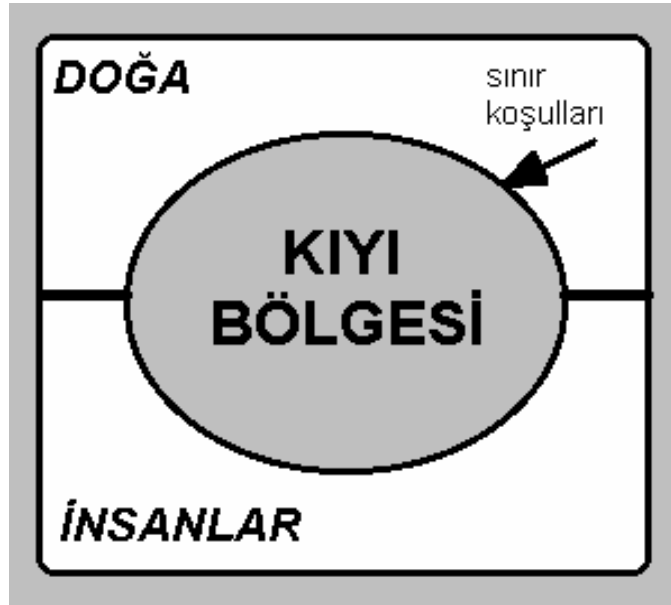 DOĞA
sınır
koşulları
KIYI
BÖLGESİ
İNSANLAR